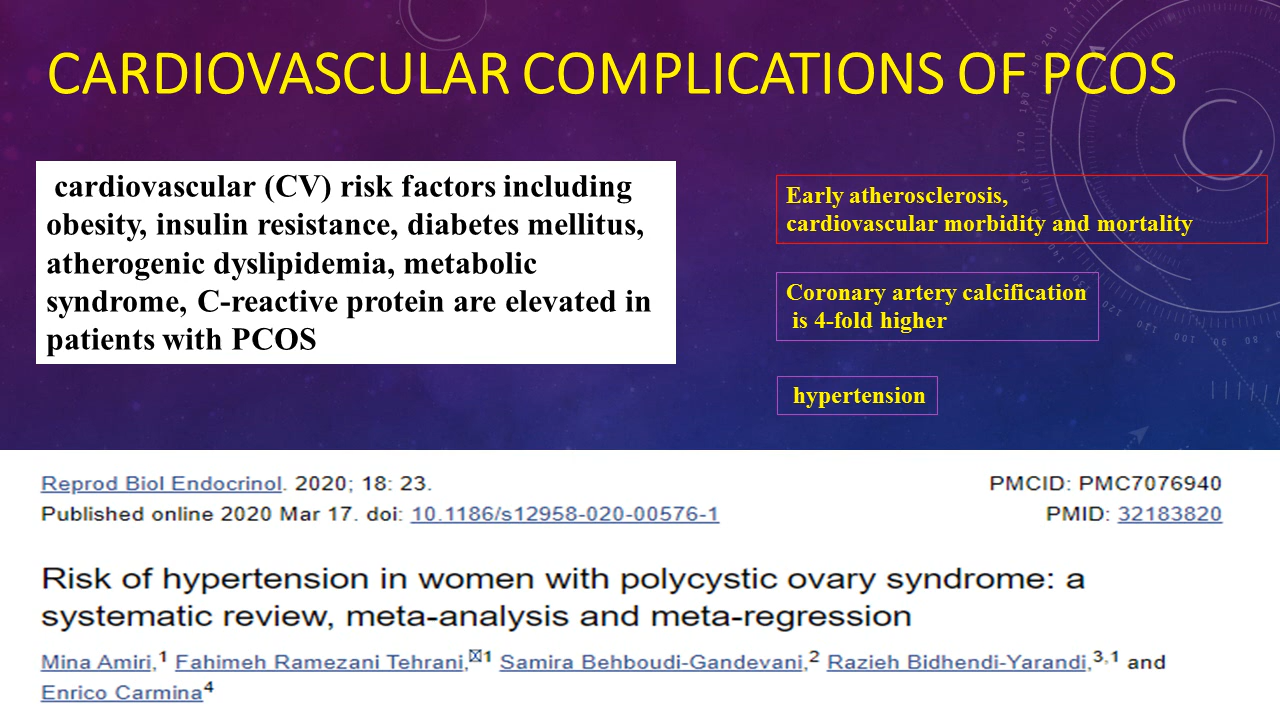 CARDIOVASCULAR COMPLICATIONS OF PCOS
cardiovascular (CV) risk factors including
obesity, insulin resistance, diabetes mellitus,
atherogenic dyslipidemia, metabolic
syndrome, C-reactive protein are elevated in
patients with PCOS
Early atherosclerosis,
cardiovascular morbidity and mortality
Coronary artery calcification
is 4-fold higher
hypertension
Reprod Biol Endocrinol. 2020; 18: 23.
PMCID: PMC7076940
Published online 2020 Mar 17. doi: 10.1186/s12958-020-00576-1
PMID: 32183820
Risk of hypertension in women with polycystic ovary syndrome: a
systematic review, meta-analysis and meta-regression
Mina Amiri,1 Fahimeh Ramezani Tehrani,✉1 Samira Behboudi-Gandevani,2 Razieh Bidhendi-Yarandi,3,1 and
Enrico Carmina4